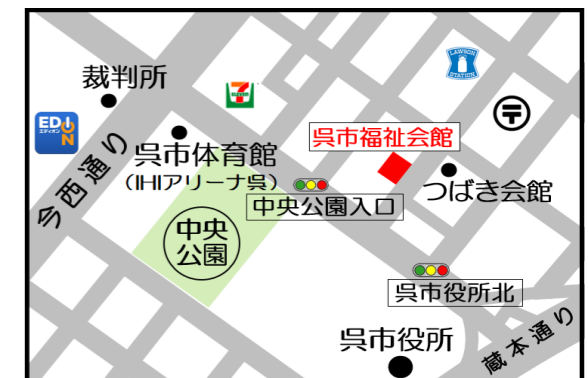 裁判所
EDION
エディオン
7
ELEVEN
LAWSON
STATION
〒
今西通り
呉市体育館
(IHIアリーナ呉)
呉市福祉会館
つばき会館
中央公園入口
中央
公園
呉市役所北
呉市役所
蔵本通り